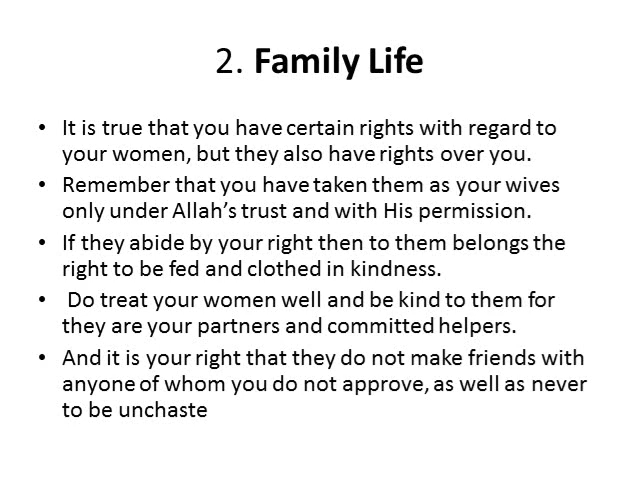 2. Family Life
• It is true that you have certain rights with regard to
your women, but they also have rights over you.
• Remember that you have taken them as your wives
only under Allah’s trust and with His permission.
• If they abide by your right then to them belongs the
right to be fed and clothed in kindness.
• Do treat your women well and be kind to them for
they are your partners and committed helpers.
• And it is your right that they do not make friends with
anyone of whom you do not approve, as well as never
to be unchaste